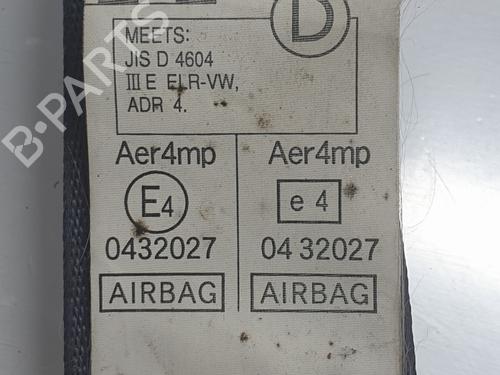 D
MEETS:
JIS D 4604
III E ELR-VW,
ADR 4.
Aer4mp
E4
0432027
AIRBAG
Aer4mp
e 4
04 32027
AIRBAG
B-PARTS